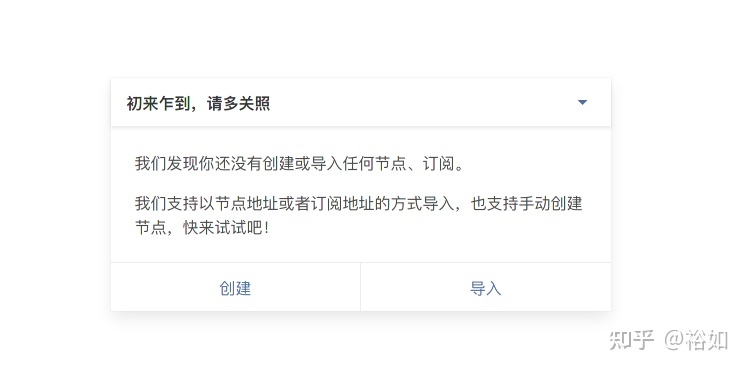 初来乍到，请多关照
我们发现你还没有创建或导入任何节点、订阅。
我们支持以节点地址或者订阅地址的方式导入，也支持手动创建
节点，快来试试吧！
创建
导入
知乎 @裕如